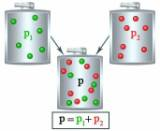 p₁
p₂
p
p = p₁ + p₂